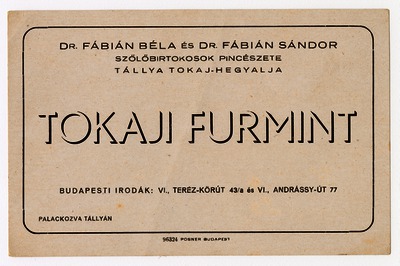 DR. FÁBIÁN BÉLA ÉS DR. FÁBIÁN SÁNDOR
SZŐLŐBIRTOKOSOK PINCÉSZETE
TÁLLYA TOKAJ-HEGYALJA
TOKAJI FURMINT
BUDAPESTI IRODÁK: VI., TERÉZ-KÖRÚT 43/a és VI., ANDRÁSSY-ÚT 77
PALACKOZVA TÁLLYÁN
96324 POSNER BUDAPEST